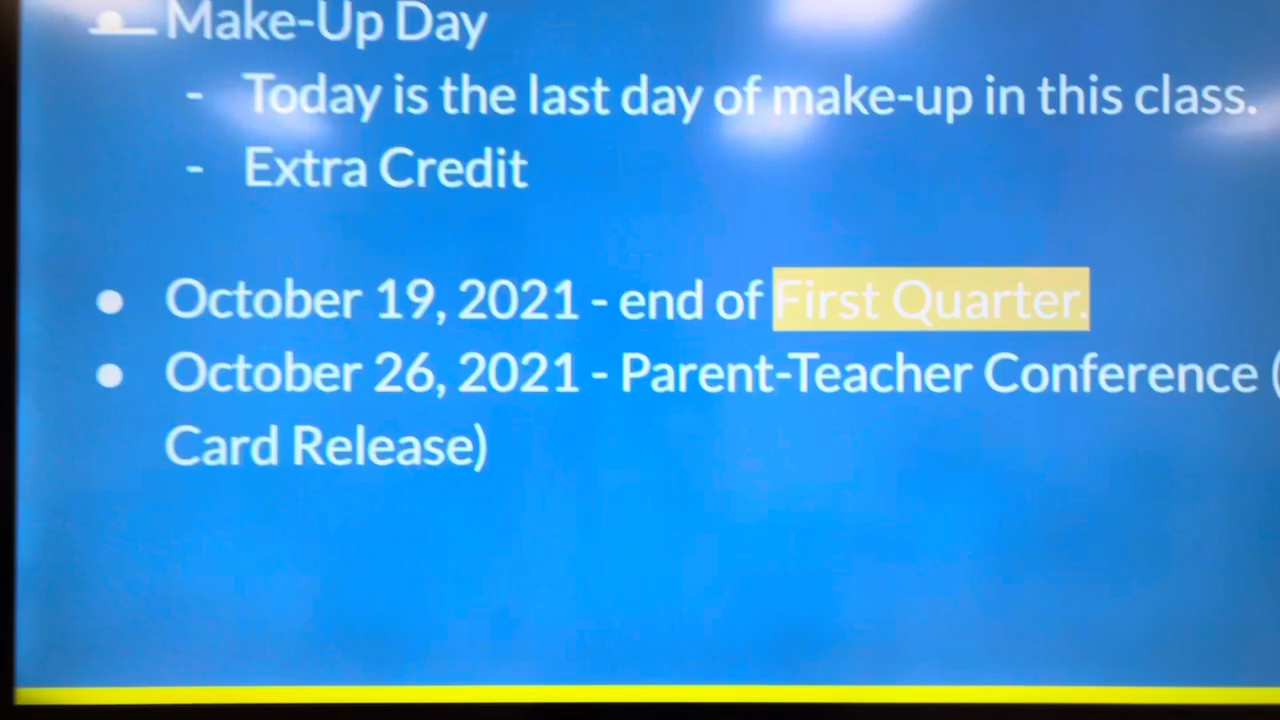 Make-Up Day
- Today is the last day of make-up in this class.
- Extra Credit
● October 19, 2021 - end of First Quarter.
● October 26, 2021 - Parent-Teacher Conference (
Card Release)